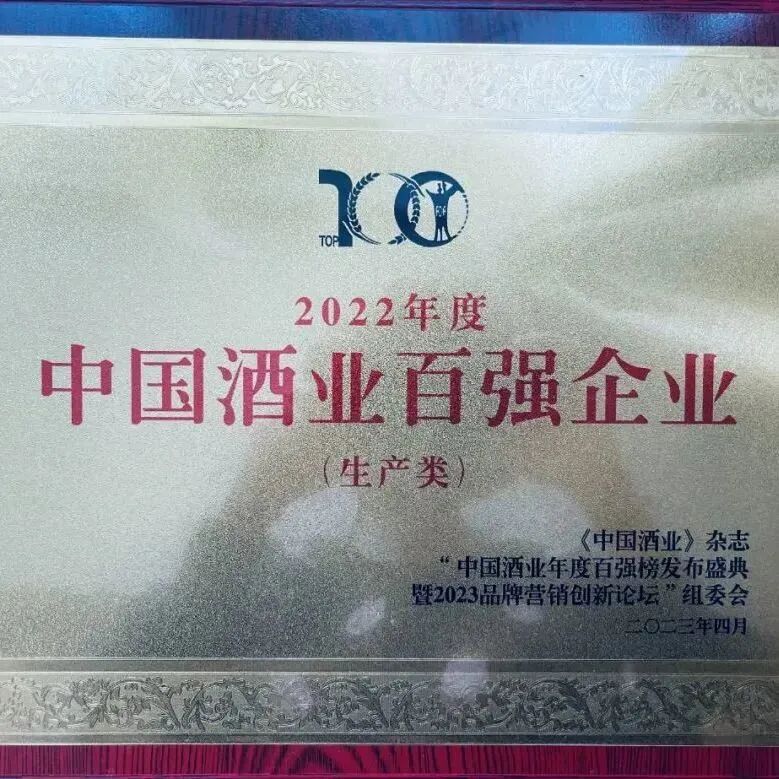 TOP 100
2022年度
中国酒业百强企业
（生产类）
《中国酒业》杂志
“中国酒业年度百强榜发布盛典
暨2023品牌营销创新论坛”组委会
二〇二三年四月